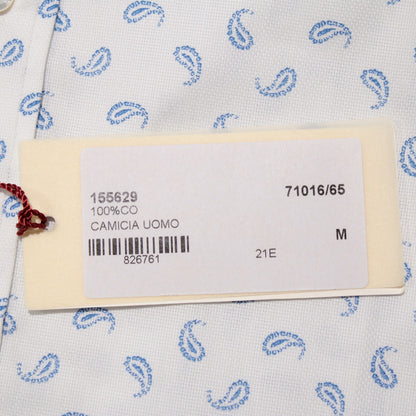 155629 71016/65
100%CO
CAMICIA UOMO
M
826761 21E